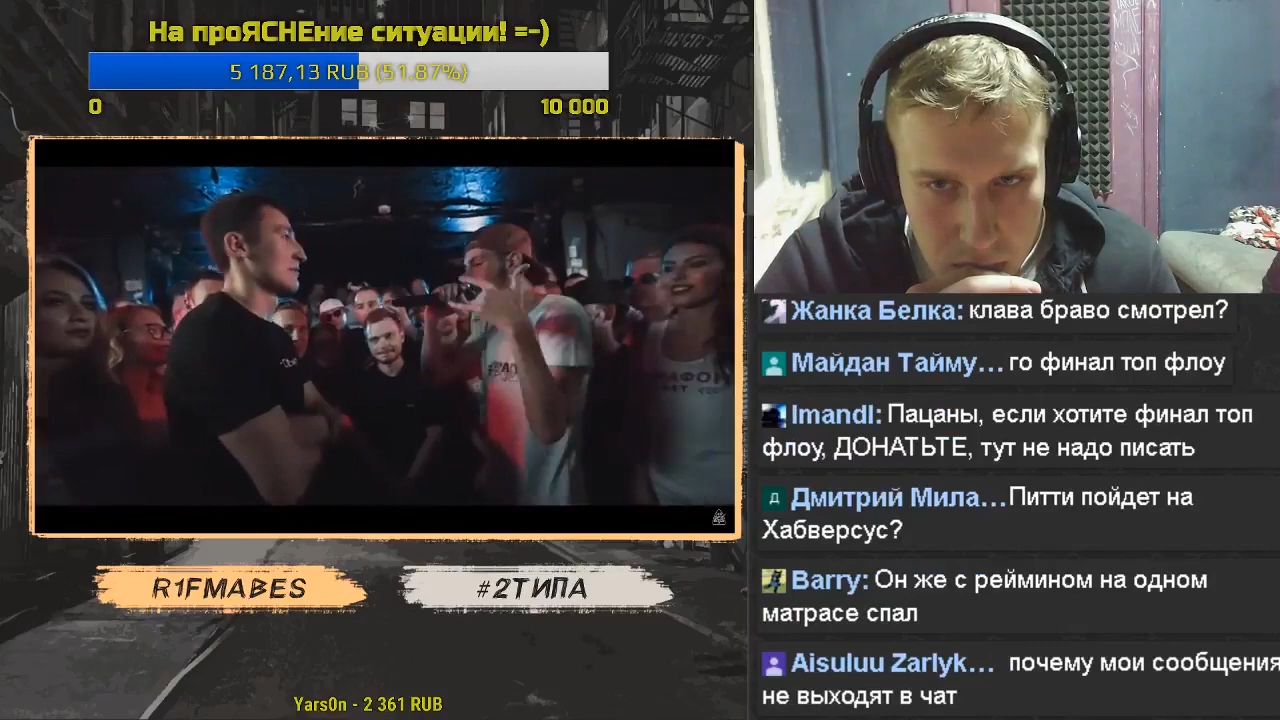 На проЯСНЕние ситуации! =-)
5 187,13 RUB (51.87%)
0
10 000
R1FMABES
#2ТИПА
Yars0n - 2 361 RUB
Жанка Белка: клава браво смотрел?
Майдан Тайму... го финал топ флоу
Imandl: Пацаны, если хотите финал топ
флоу, ДОНАТЬТЕ, тут не надо писать
Д Дмитрий Мила... Питти пойдет на
Хабверсус?
Barry: Он же с реймином на одном
матрасе спал
Aisuluu Zarlyk... почему мои сообщения
не выходят в чат